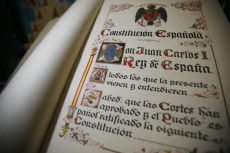 Constitución Española
Don Juan Carlos I
Rey de España
A todos los que la presente
vieren y entendieren.
Sabed: que las Cortes han
aprobado y el Pueblo es-
pañol ratificado la siguiente
Constitución.